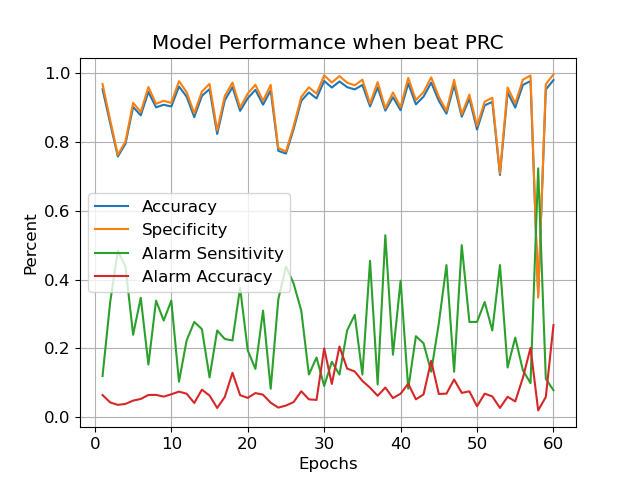 Model Performance when beat PRC
1.0
0.8
0.6
0.4
0.2
0.0
Percent
Accuracy
Specificity
Alarm Sensitivity
Alarm Accuracy
0 10 20 30 40 50 60
Epochs